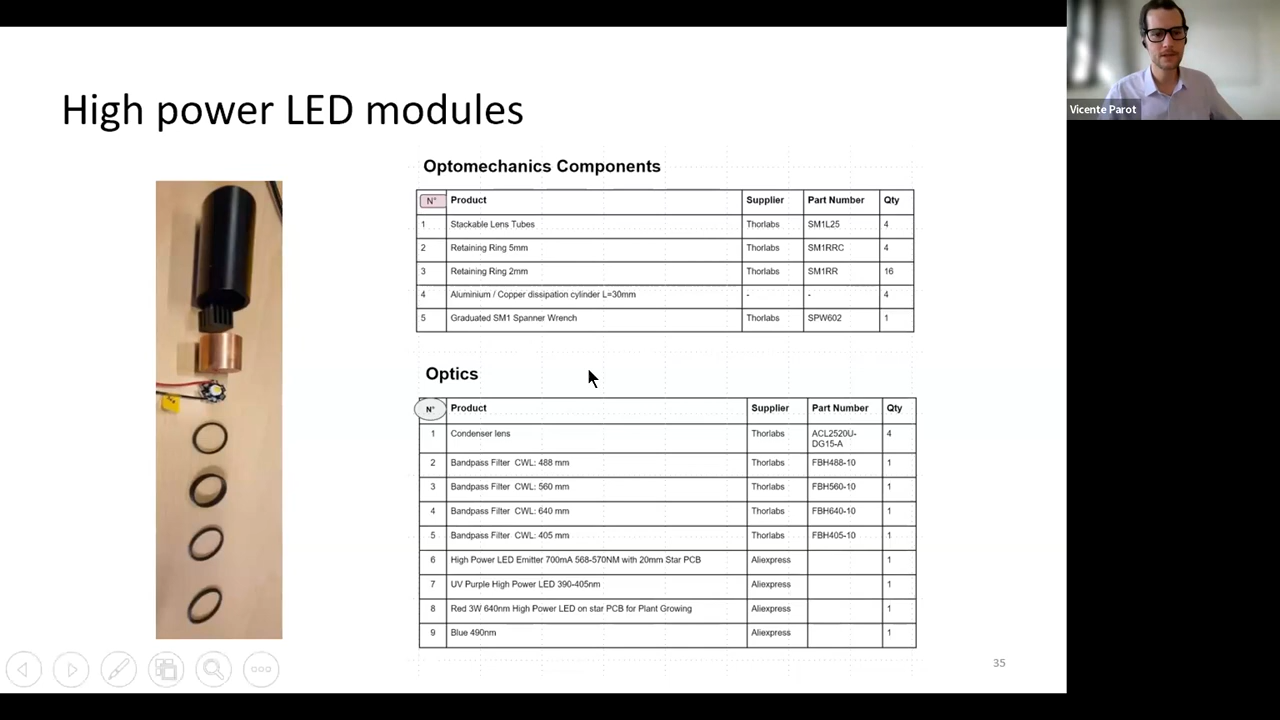 High power LED modules
Vicente Parot
Optomechanics Components
N° Product Supplier Part Number Qty
1 Stackable Lens Tubes Thorlabs SM1L25 4
2 Retaining Ring 5mm Thorlabs SM1RRC 4
3 Retaining Ring 2mm Thorlabs SM1RR 16
4 Aluminium / Copper dissipation cylinder L=30mm - - 4
5 Graduated SM1 Spanner Wrench Thorlabs SPW602 1
Optics
N° Product Supplier Part Number Qty
1 Condenser lens Thorlabs ACL2520U-
DG15-A 4
2 Bandpass Filter CWL: 488 mm Thorlabs FBH488-10 1
3 Bandpass Filter CWL: 560 mm Thorlabs FBH560-10 1
4 Bandpass Filter CWL: 640 mm Thorlabs FBH640-10 1
5 Bandpass Filter CWL: 405 mm Thorlabs FBH405-10 1
6 High Power LED Emitter 700mA 568-570NM with 20mm Star PCB Aliexpress 1
7 UV Purple High Power LED 390-405nm Aliexpress 1
8 Red 3W 640nm High Power LED on star PCB for Plant Growing Aliexpress 1
9 Blue 490nm Aliexpress 1
35